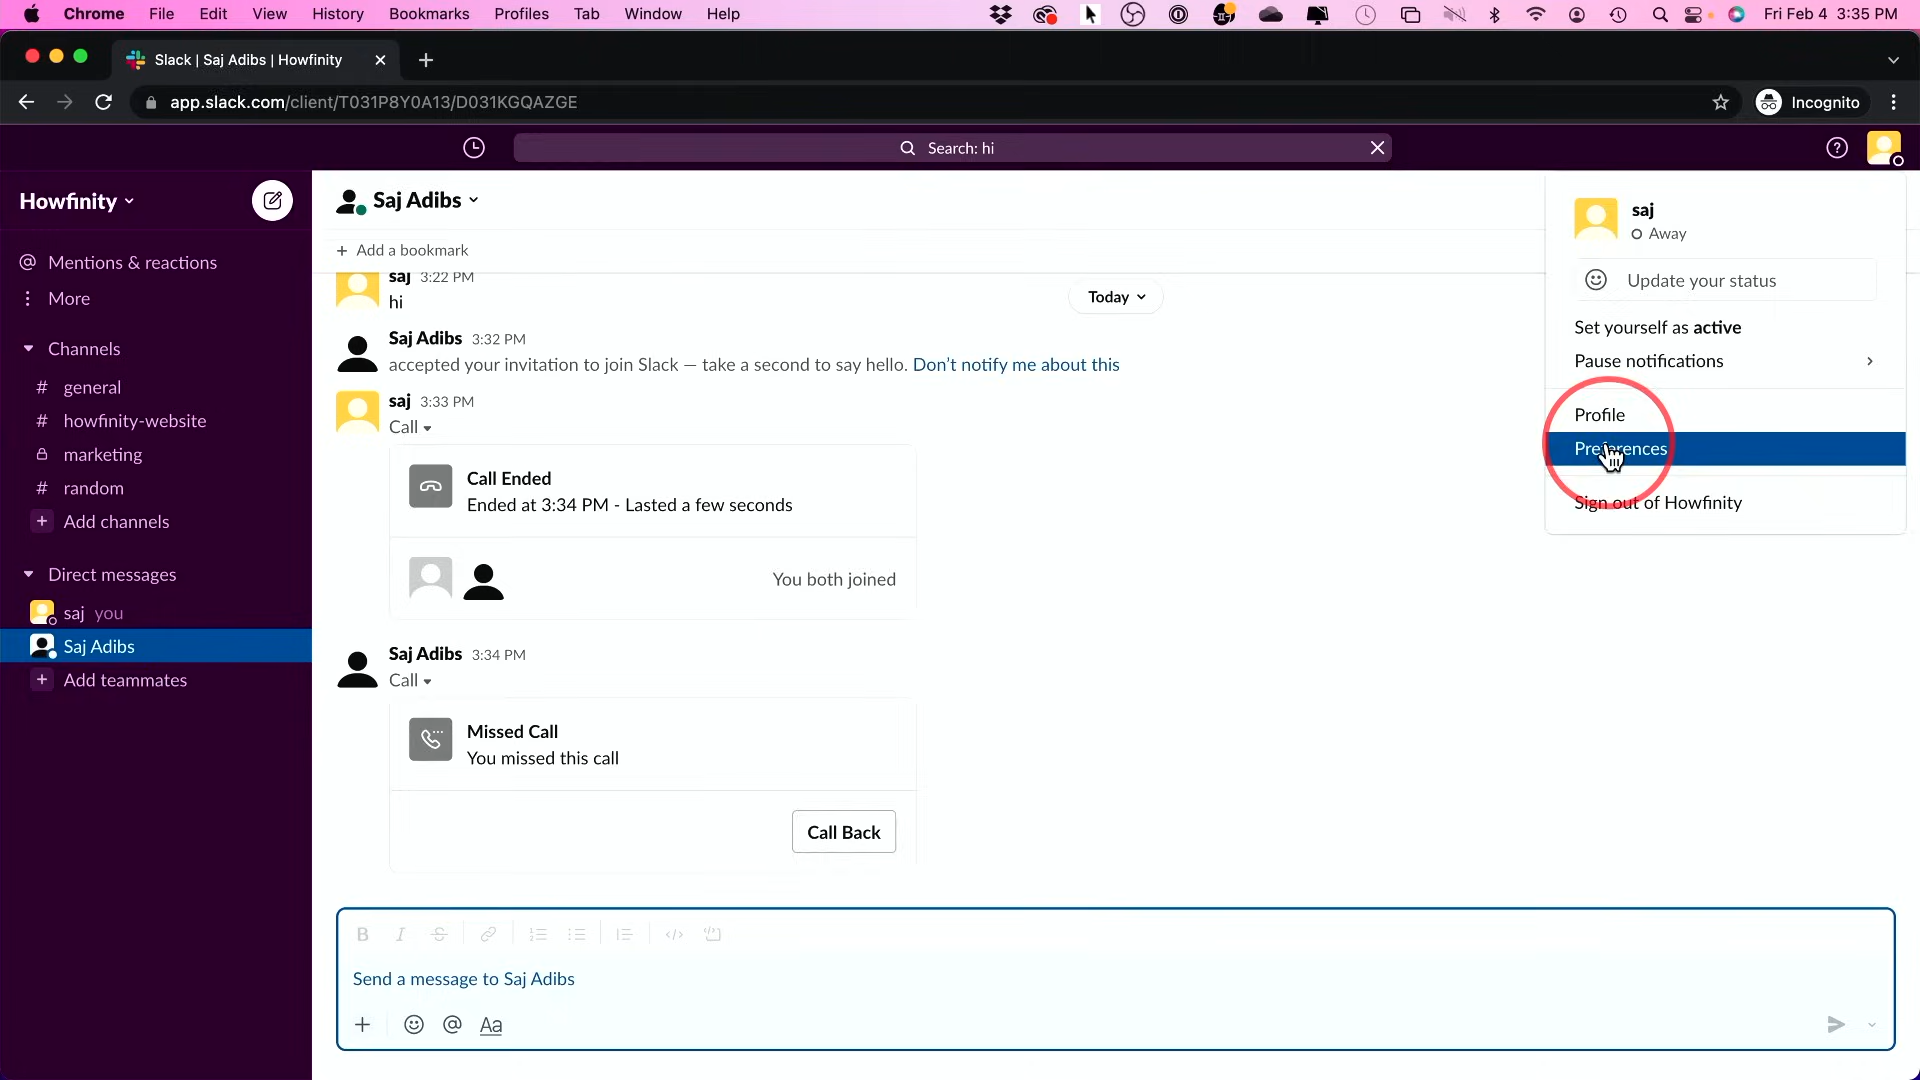 Chrome File Edit View History Bookmarks Profiles Tab Window Help Fri Feb 4 3:35 PM
Slack | Saj Adibs | Howfinity
app.slack.com/client/T031P8Y0A13/D031KGQAZGE Incognito
Search: hi
Howfinity
Mentions & reactions
More
Channels
# general
# howfinity-website
marketing
# random
+ Add channels
Direct messages
saj you
Saj Adibs
+ Add teammates
Saj Adibs
+ Add a bookmark
Today
saj 3:22 PM
hi
Saj Adibs 3:32 PM
accepted your invitation to join Slack — take a second to say hello. Don’t notify me about this
saj 3:33 PM
Call
Call Ended
Ended at 3:34 PM - Lasted a few seconds
You both joined
Saj Adibs 3:34 PM
Call
Missed Call
You missed this call
Call Back
B I S
Send a message to Saj Adibs
+ @ Aa
saj
Away
Update your status
Set yourself as active
Pause notifications
Profile
Preferences
Sign out of Howfinity